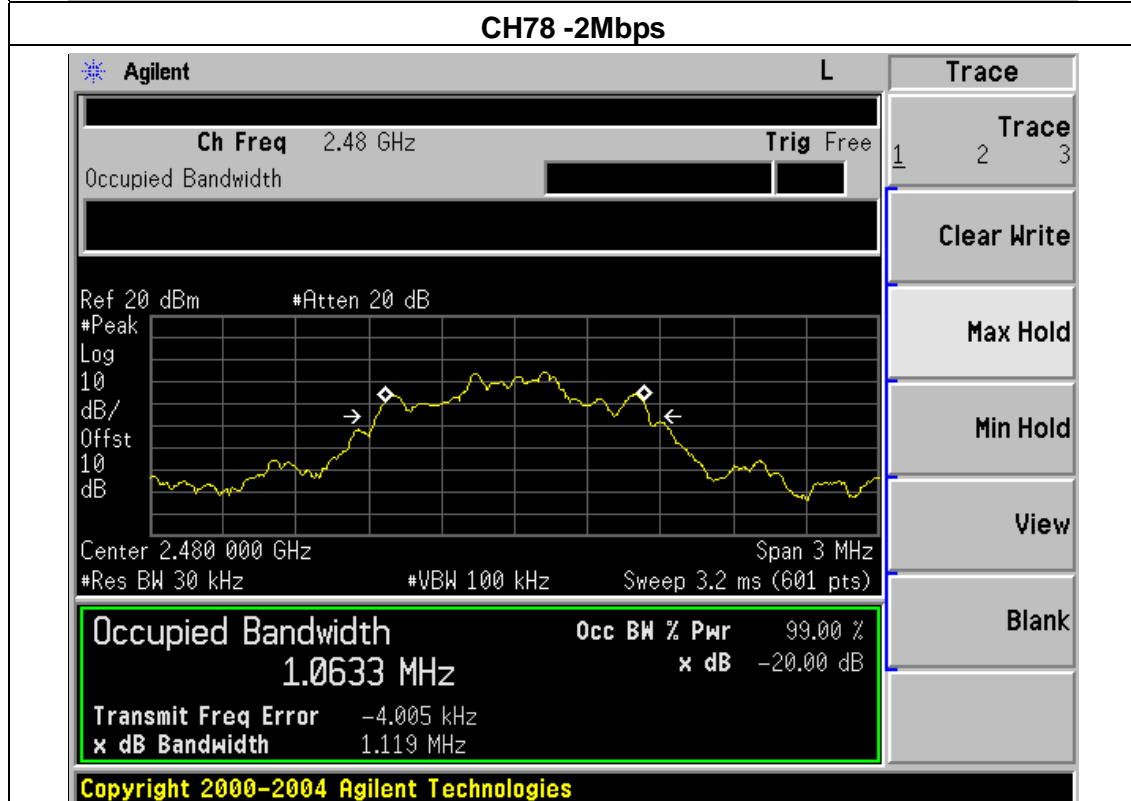 CH78 -2Mbps
Agilent L Trace
Ch Freq 2.48 GHz Trig Free
Occupied Bandwidth
Trace
1 2 3
Clear Write
Max Hold
Min Hold
View
Blank
Ref 20 dBm #Atten 20 dB
#Peak
Log
10
dB/
Offst
10
dB
Center 2.480 000 GHz Span 3 MHz
#Res BW 30 kHz #VBW 100 kHz Sweep 3.2 ms (601 pts)
Occupied Bandwidth Occ BW % Pwr 99.00 %
1.0633 MHz x dB -20.00 dB
Transmit Freq Error -4.005 kHz
x dB Bandwidth 1.119 MHz
Copyright 2000-2004 Agilent Technologies